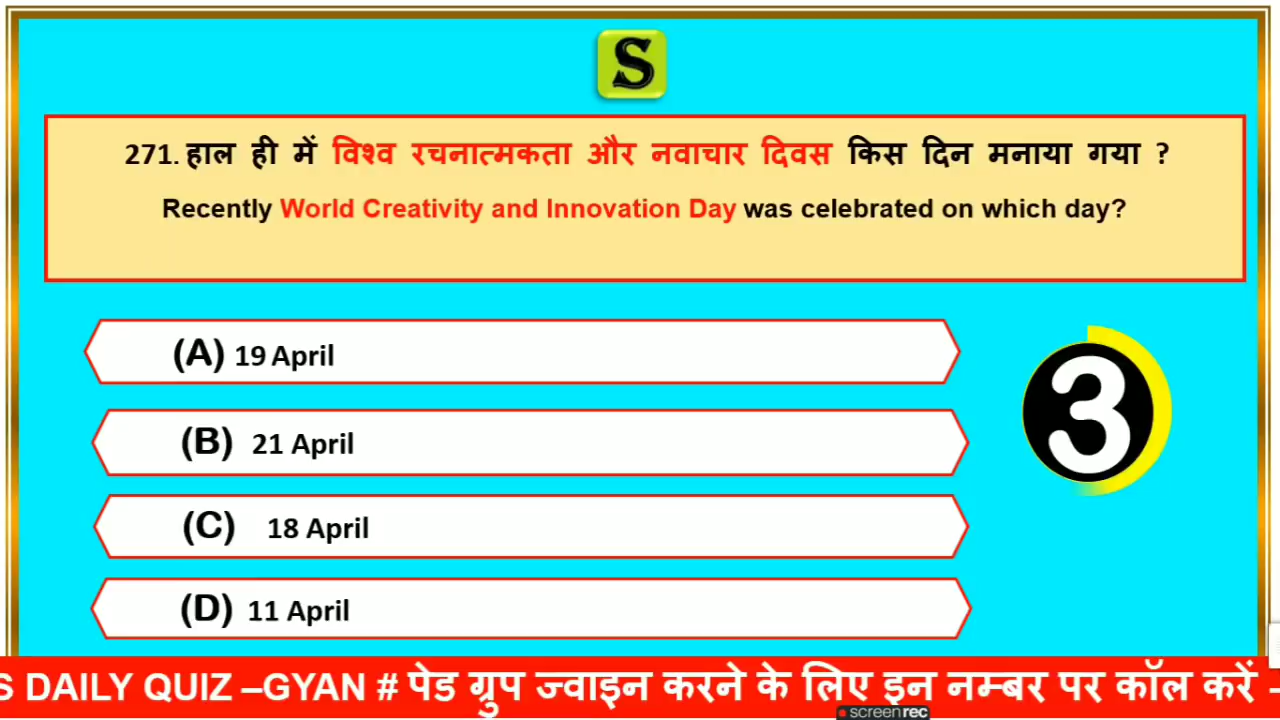 S
271. हाल ही में विश्व रचनात्मकता और नवाचार दिवस किस दिन मनाया गया ?
Recently World Creativity and Innovation Day was celebrated on which day?
(A) 19 April
(B) 21 April
(C) 18 April
(D) 11 April
3
S DAILY QUIZ –GYAN # पेड ग्रुप ज्वाइन करने के लिए इन नम्बर पर कॉल करें -
screenrec